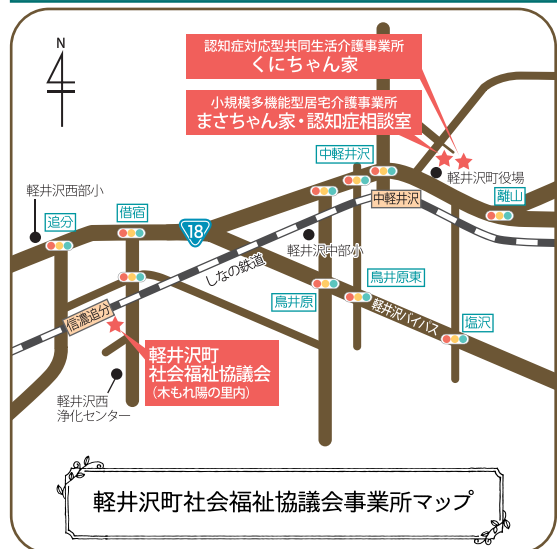 認知症対応型共同生活介護事業所
くにちゃん家
N
小規模多機能型居宅介護事業所
まさちゃん家・認知症相談室
中軽井沢
軽井沢町役場
軽井沢西部小
中軽井沢
離山
借宿
追分
18
軽井沢中部小
しなの鉄道
鳥井原東
鳥井原
軽井沢バイパス
信濃追分
塩沢
軽井沢町
社会福祉協議会
(木もれ陽の里内)
軽井沢西
浄化センター
軽井沢町社会福祉協議会事業所マップ